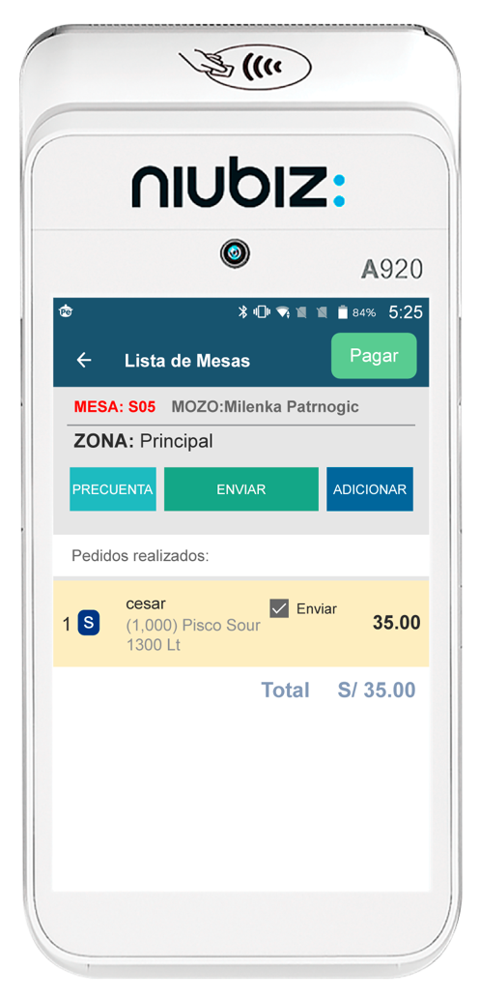 niubiz:
A920
84% 5:25
Lista de Mesas
Pagar
MESA: S05 MOZO:Milenka Patrnogic
ZONA: Principal
PRECUENTA ENVIAR ADICIONAR
Pedidos realizados:
1 S cesar Enviar 35.00
(1,000) Pisco Sour
1300 Lt
Total S/ 35.00